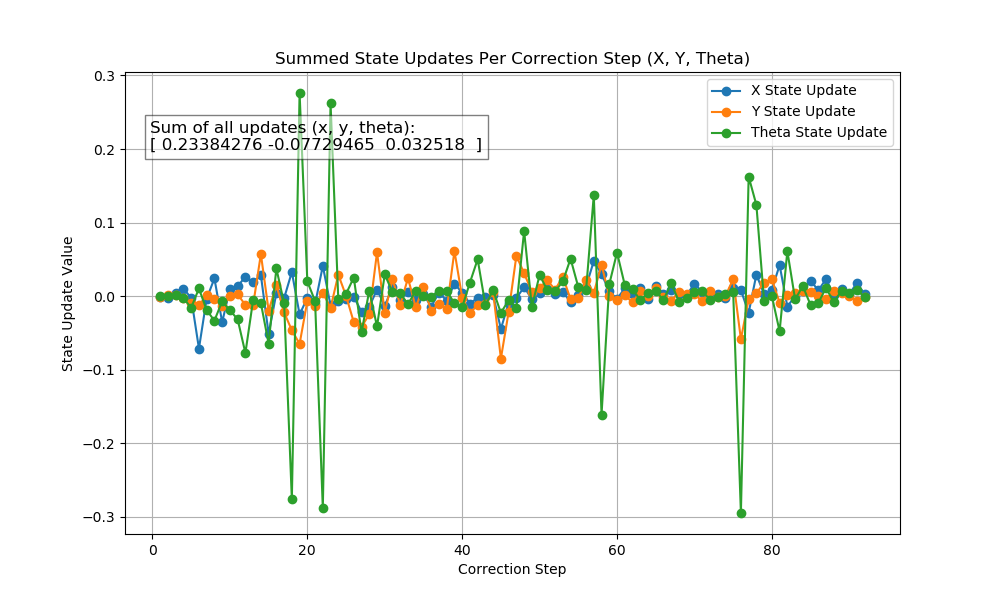 Summed State Updates Per Correction Step (X, Y, Theta)
0.3
0.2
0.1
0.0
−0.1
−0.2
−0.3
State Update Value
Sum of all updates (x, y, theta):
[ 0.23384276 -0.07729465  0.032518  ]
X State Update
Y State Update
Theta State Update
0
20
40
60
80
Correction Step